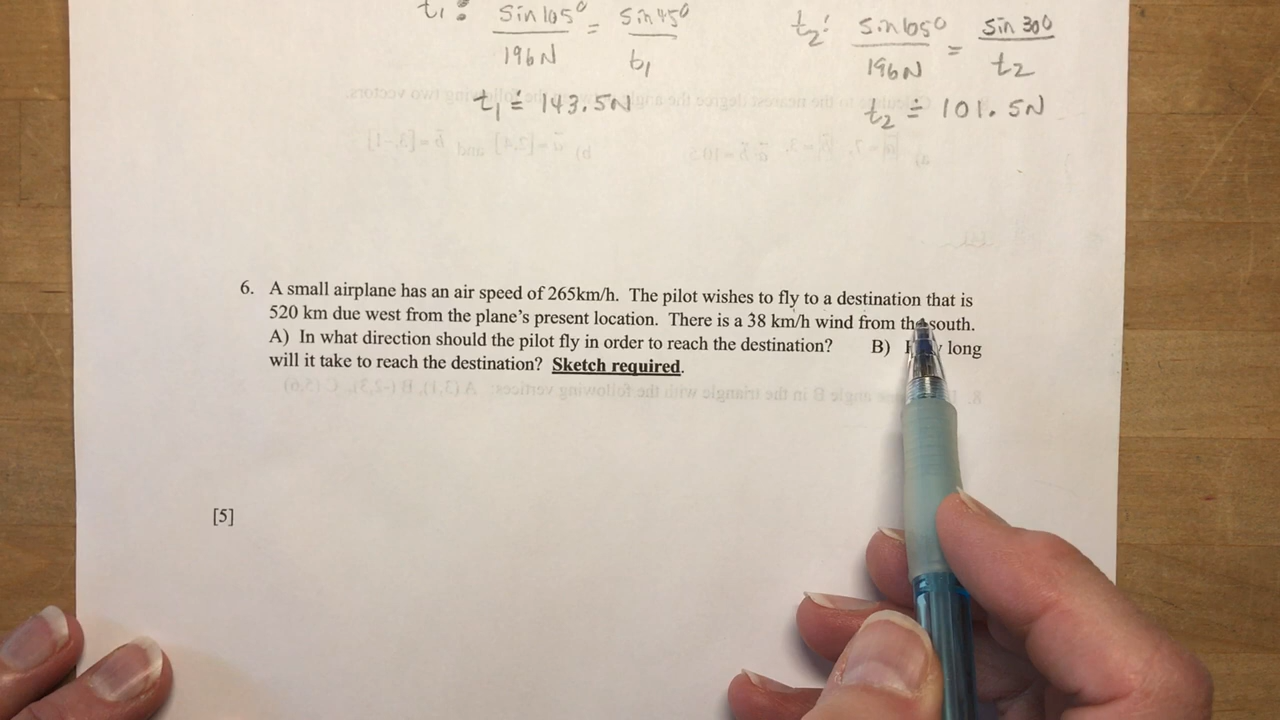 t₁: sin105°/196N = sin45°/t₁ t₂: sin105°/196N = sin30°/t₂
t₁ ≐ 143.5N t₂ ≐ 101.5N
6. A small airplane has an air speed of 265km/h. The pilot wishes to fly to a destination that is
520 km due west from the plane's present location. There is a 38 km/h wind from the south.
A) In what direction should the pilot fly in order to reach the destination? B) long
will it take to reach the destination? Sketch required.
[5]